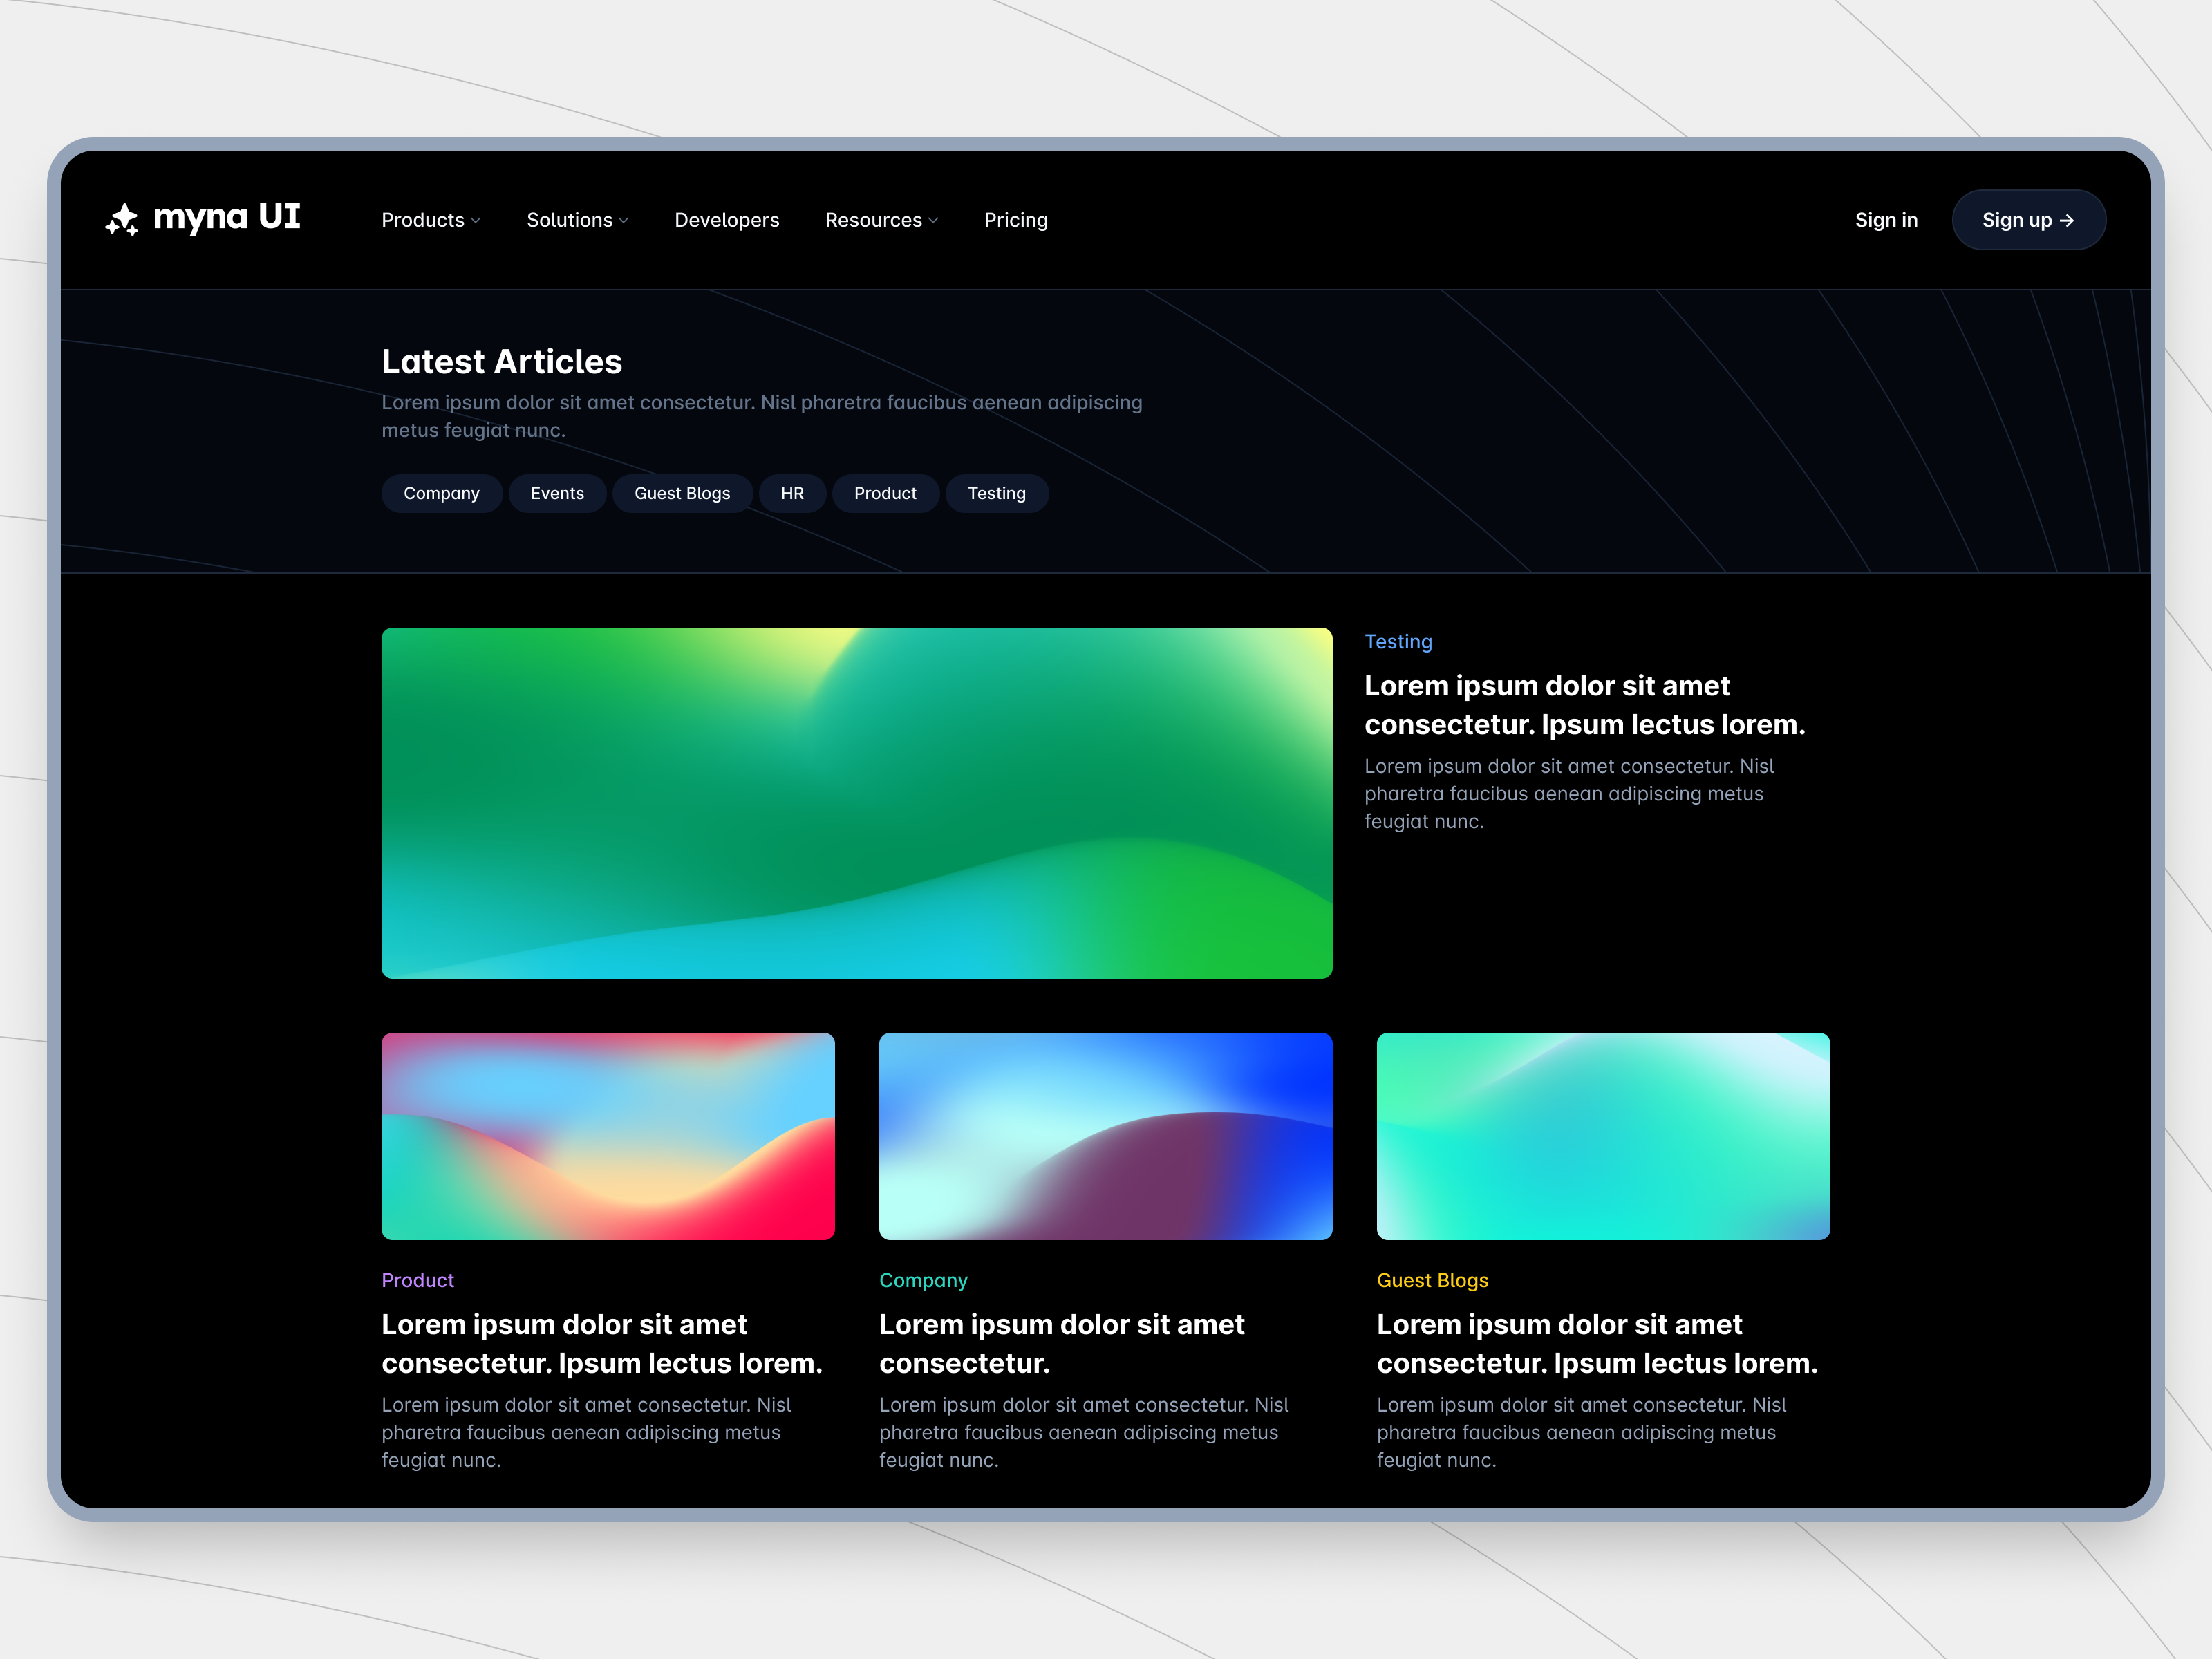 myna UI
Products
Solutions
Developers
Resources
Pricing
Sign in
Sign up →
Latest Articles
Lorem ipsum dolor sit amet consectetur. Nisl pharetra faucibus aenean adipiscing
metus feugiat nunc.
Company
Events
Guest Blogs
HR
Product
Testing
Testing
Lorem ipsum dolor sit amet
consectetur. Ipsum lectus lorem.
Lorem ipsum dolor sit amet consectetur. Nisl
pharetra faucibus aenean adipiscing metus
feugiat nunc.
Product
Lorem ipsum dolor sit amet
consectetur. Ipsum lectus lorem.
Lorem ipsum dolor sit amet consectetur. Nisl
pharetra faucibus aenean adipiscing metus
feugiat nunc.
Company
Lorem ipsum dolor sit amet
consectetur.
Lorem ipsum dolor sit amet consectetur. Nisl
pharetra faucibus aenean adipiscing metus
feugiat nunc.
Guest Blogs
Lorem ipsum dolor sit amet
consectetur. Ipsum lectus lorem.
Lorem ipsum dolor sit amet consectetur. Nisl
pharetra faucibus aenean adipiscing metus
feugiat nunc.